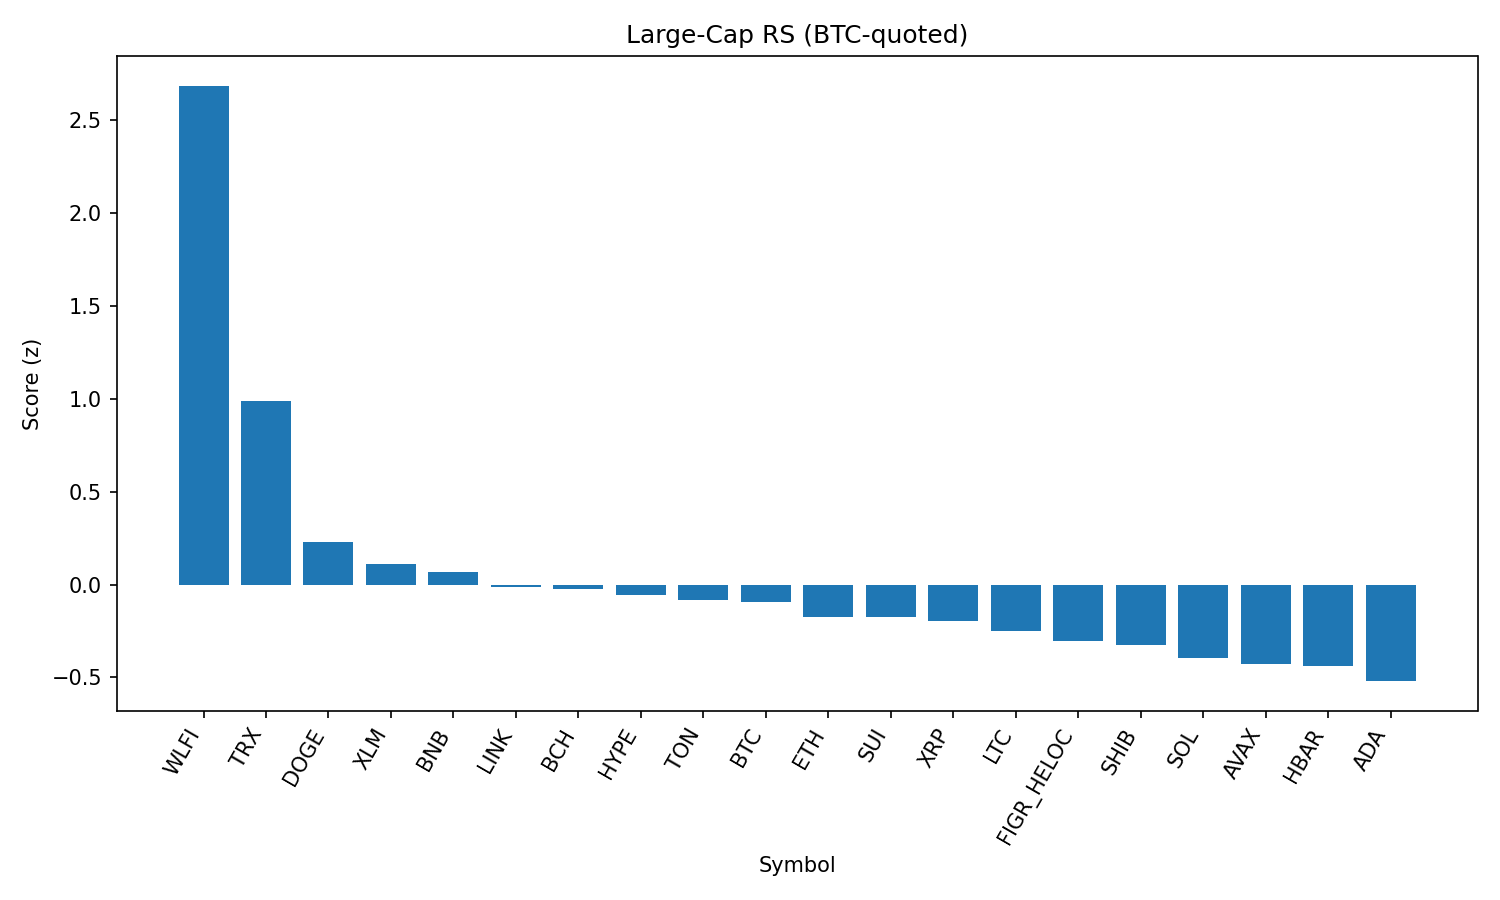 Large-Cap RS (BTC-quoted)
Score (z)
2.5
2.0
1.5
1.0
0.5
0.0
−0.5
WLFI
TRX
DOGE
XLM
BNB
LINK
BCH
HYPE
TON
BTC
ETH
SUI
XRP
LTC
FIGR_HELOC
SHIB
SOL
AVAX
HBAR
ADA
Symbol